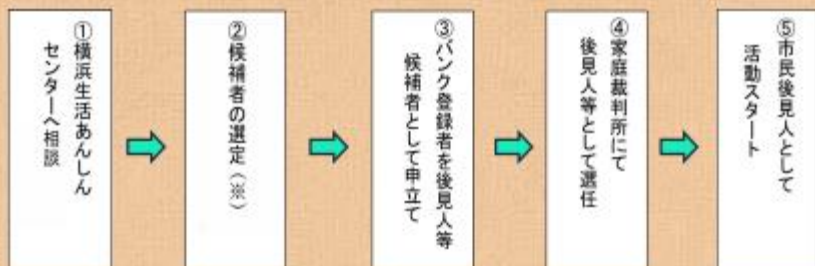 ①横浜生活あんしん
センターへ相談
②候補者の選定（※）
③バンク登録者を後見人等
候補者として申立て
④家庭裁判所にて
後見人等として選任
⑤市民後見人として
活動スタート